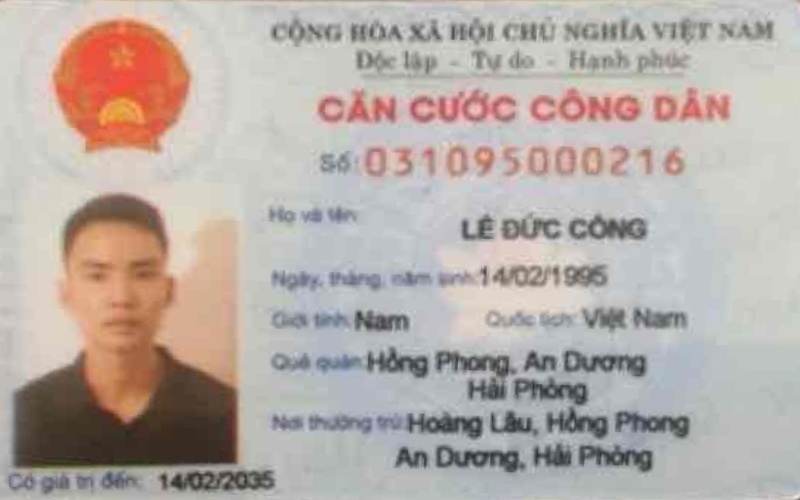 CỘNG HÒA XÃ HỘI CHỦ NGHĨA VIỆT NAM
Độc lập - Tự do - Hạnh phúc
CĂN CƯỚC CÔNG DÂN
Số: 031095000216
Họ và tên:
LÊ ĐỨC CÔNG
Ngày, tháng, năm sinh: 14/02/1995
Giới tính: Nam Quốc tịch: Việt Nam
Quê quán: Hồng Phong, An Dương
Hải Phòng
Nơi thường trú: Hoàng Lâu, Hồng Phong
An Dương, Hải Phòng
Có giá trị đến: 14/02/2035